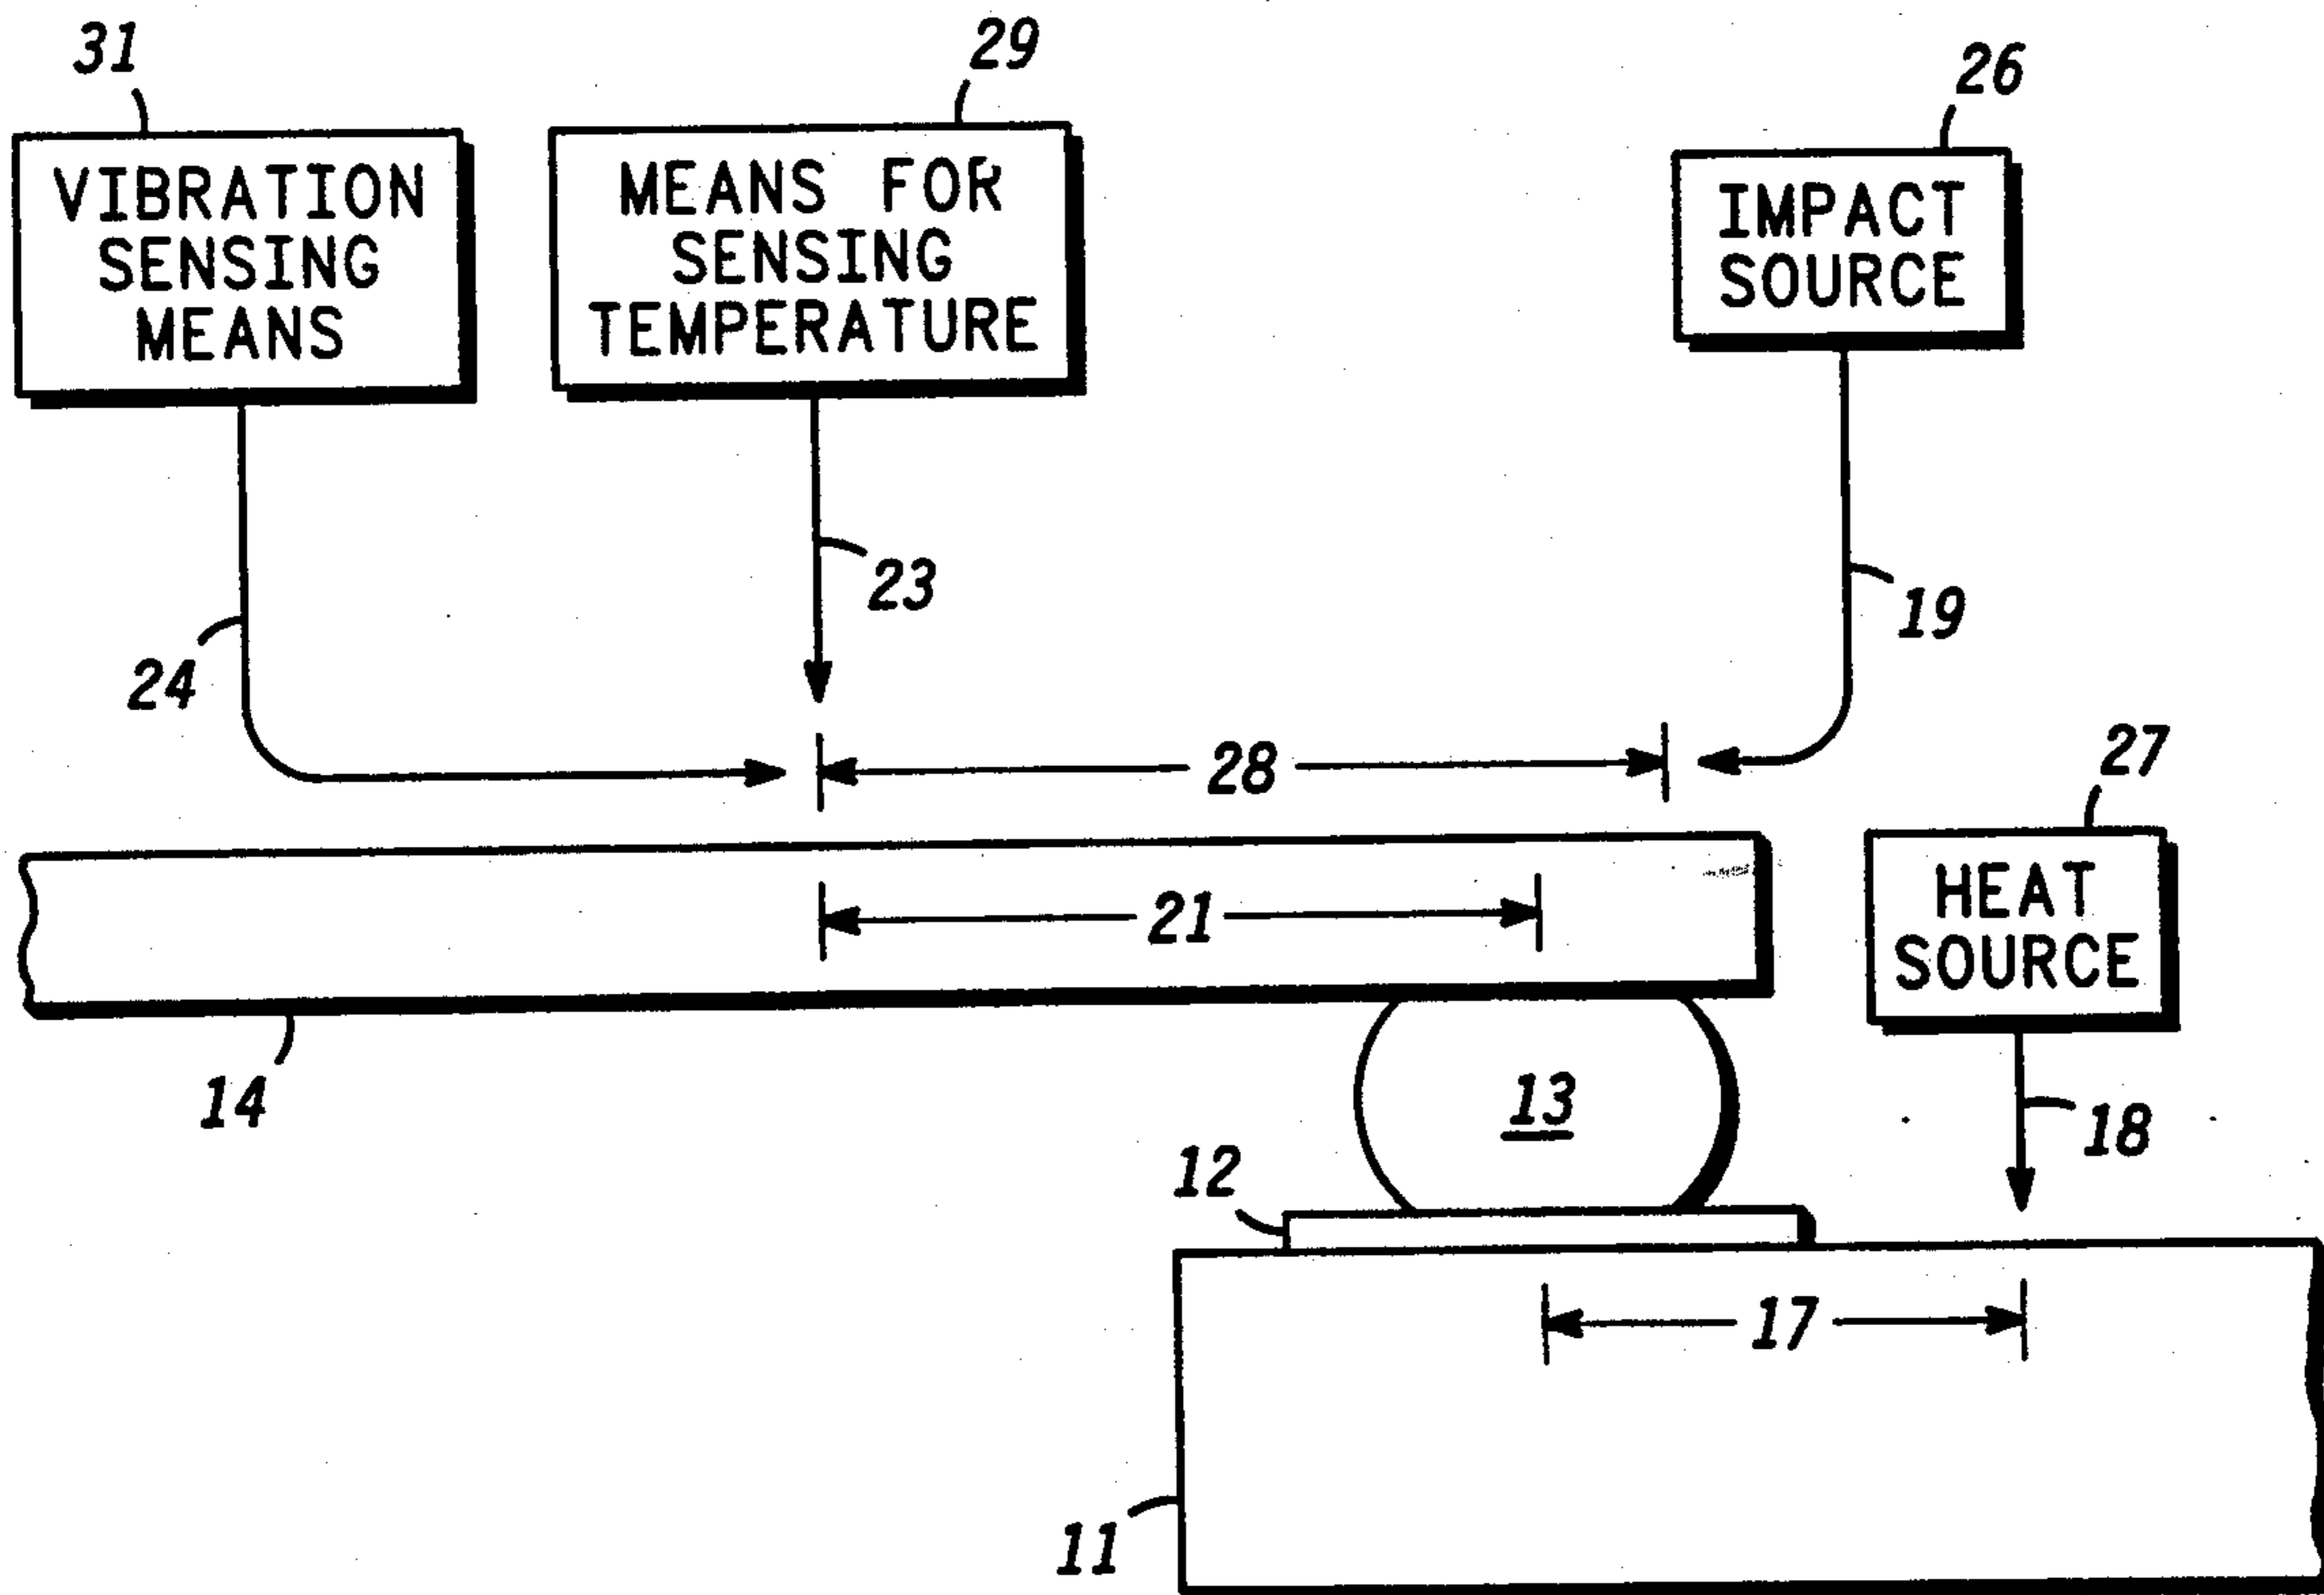 31
29
26
VIBRATION
SENSING
MEANS
MEANS FOR
SENSING
TEMPERATURE
IMPACT
SOURCE
23
19
24
28
27
21
HEAT
SOURCE
14
13
18
12
17
11